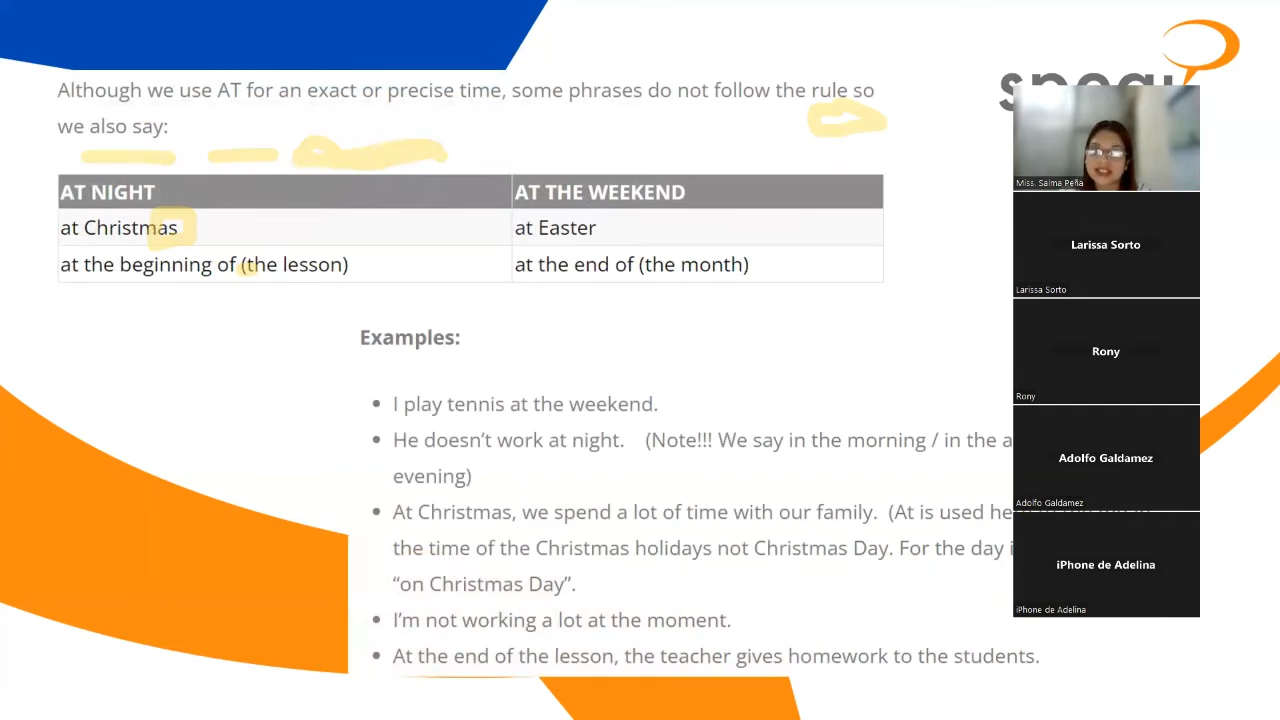 Although we use AT for an exact or precise time, some phrases do not follow the rule so
we also say:
AT NIGHT
AT THE WEEKEND
at Christmas
at Easter
at the beginning of (the lesson)
at the end of (the month)
Examples:
• I play tennis at the weekend.
• He doesn’t work at night. (Note!!! We say in the morning / in the a
evening)
• At Christmas, we spend a lot of time with our family. (At is used he
the time of the Christmas holidays not Christmas Day. For the day i
“on Christmas Day”.
• I’m not working a lot at the moment.
• At the end of the lesson, the teacher gives homework to the students.
Miss. Salma Peña
Larissa Sorto
Larissa Sorto
Rony
Rony
Adolfo Galdamez
Adolfo Galdamez
iPhone de Adelina
iPhone de Adelina